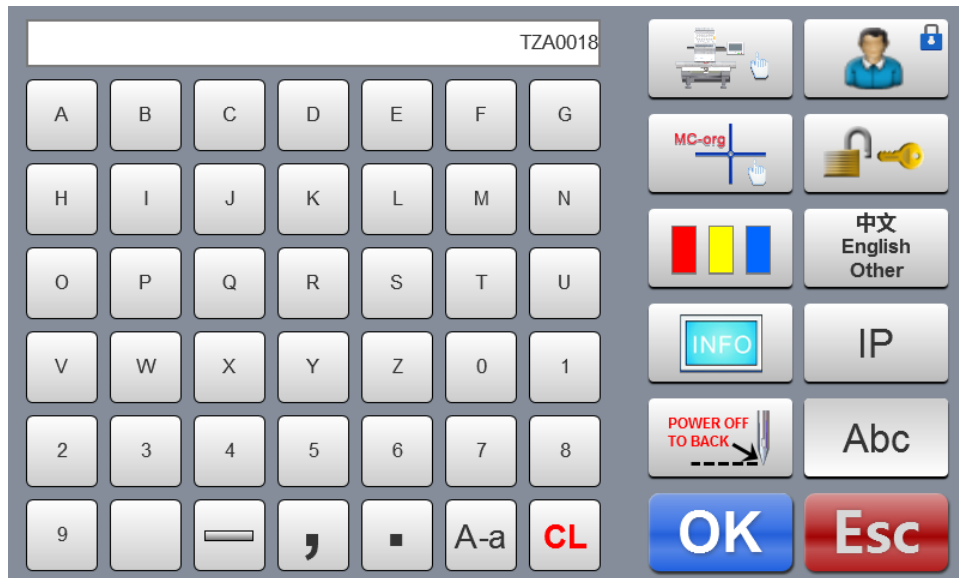 TZA0018
A B C D E F G
H I J K L M N
O P Q R S T U
V W X Y Z 0 1
2 3 4 5 6 7 8
9 , . A-a CL
MC-org
中文
English
Other
INFO
IP
POWER OFF
TO BACK
Abc
OK
Esc